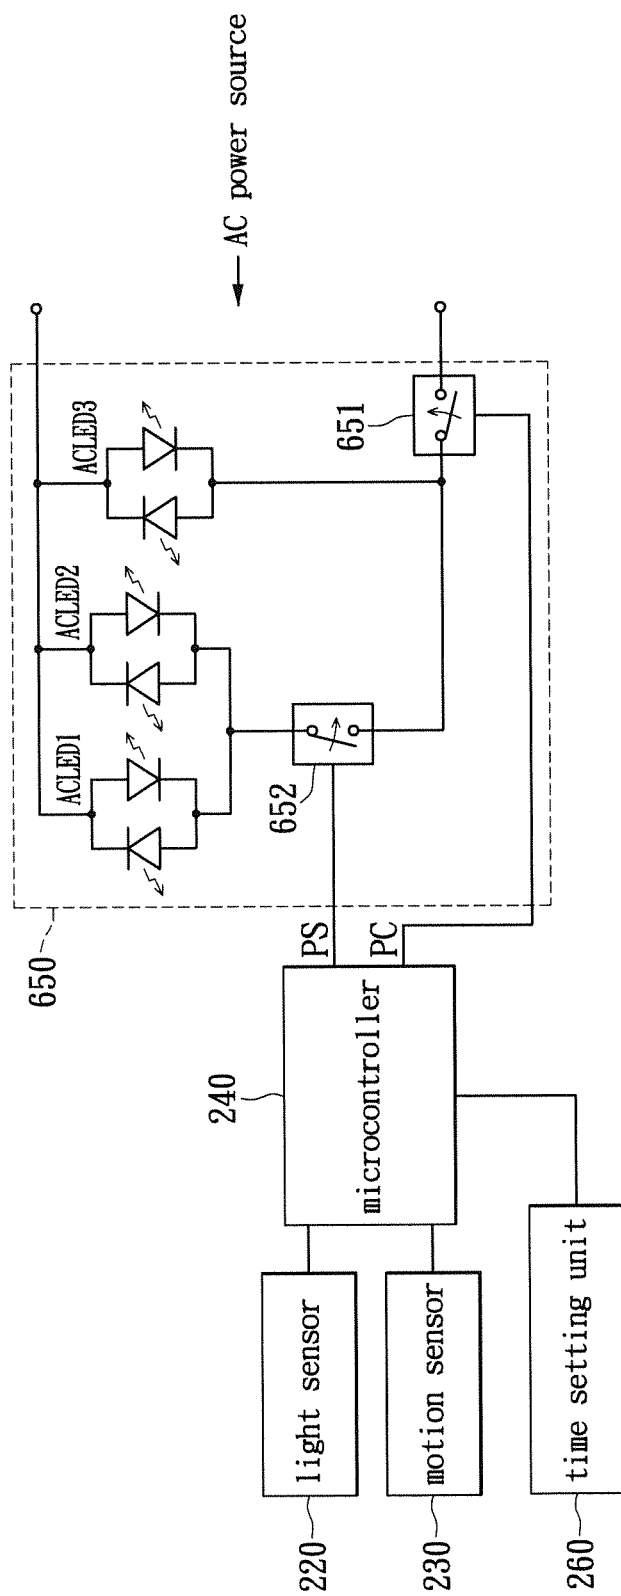 220
light sensor
230
motion sensor
260
time setting unit
240
microcontroller
PS
PC
650
ACLED1
ACLED2
ACLED3
652
651
AC power source